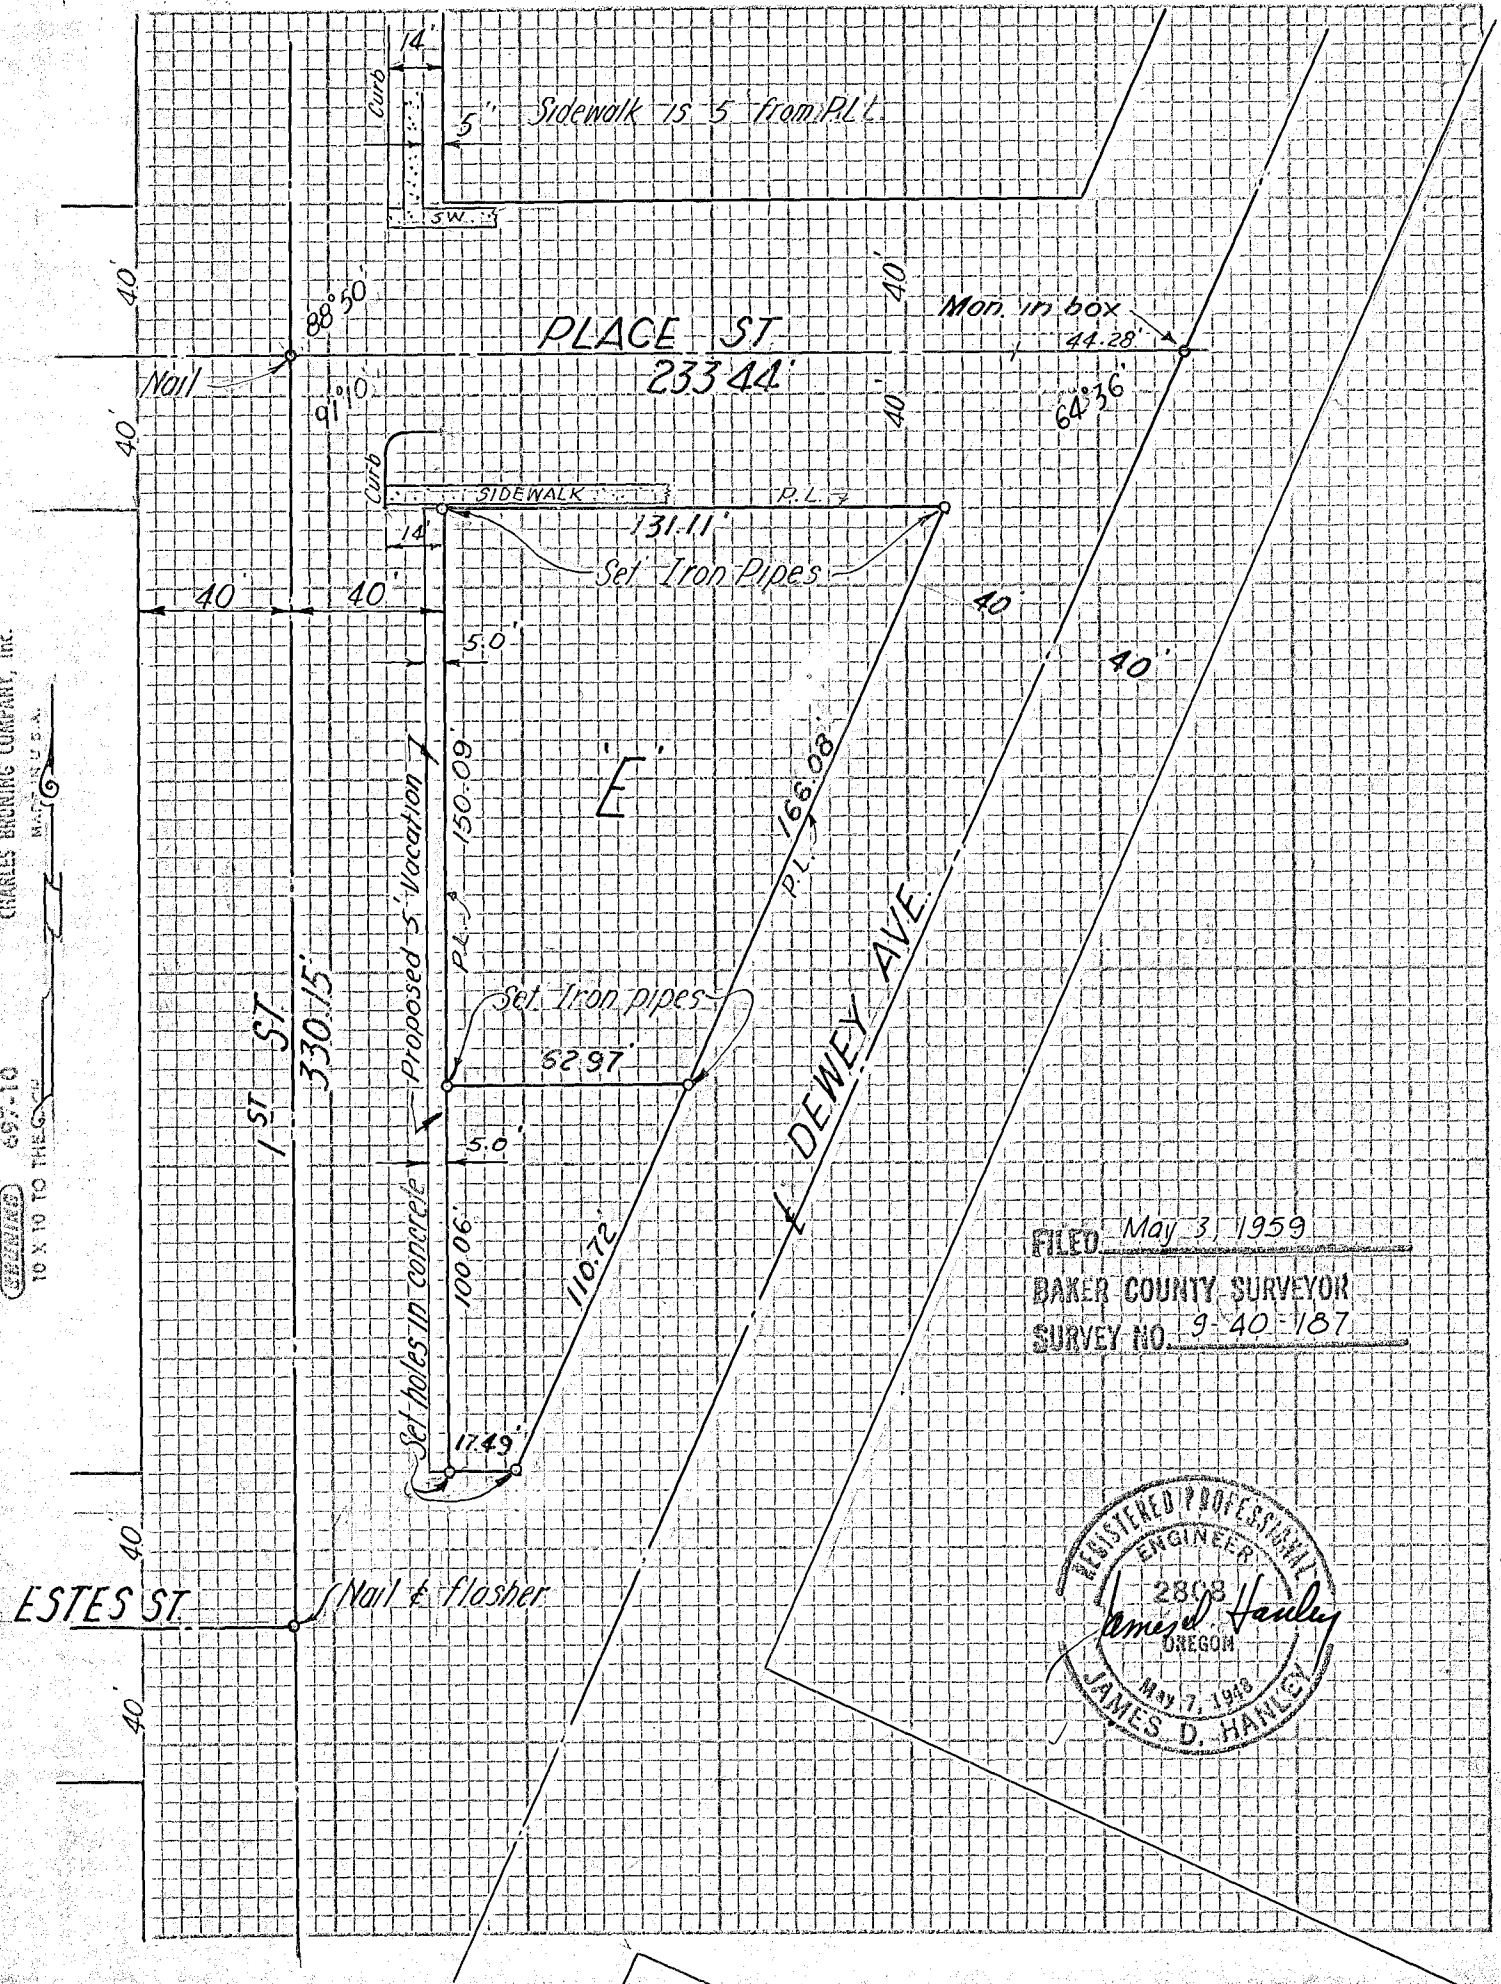 14'
Curb
5'
Sidewalk is 5' from P.L.
SW.
40'
88°50'
40'
Mon. in box
PLACE ST
44.28'
Nail
233.44'
91°10'
40'
64°36'
40'
Curb
SIDEWALK
P.L.
131.11'
14'
Set Iron Pipes
40'
40'
40'
5.0'
40'
'E'
Proposed 5' Vacation
150.09'
P.L.
166.08'
P.L.
DEWEY AVE.
1ST ST.
330.15'
Set Iron pipes
62.97'
5.0'
Set holes in concrete
100.06'
110.72'
17.49'
FILED May 3, 1959
BAKER COUNTY SURVEYOR
SURVEY NO. 9-40-187
40'
ESTES ST.
Nail & flasher
40'
REGISTERED PROFESSIONAL
ENGINEER
2808
James D. Hanley
OREGON
May 7, 1948
JAMES D. HANLEY
CHARLES BRUNING COMPANY, Inc.
MADE IN U.S.A.
BRUNING
10 X 10 TO THE